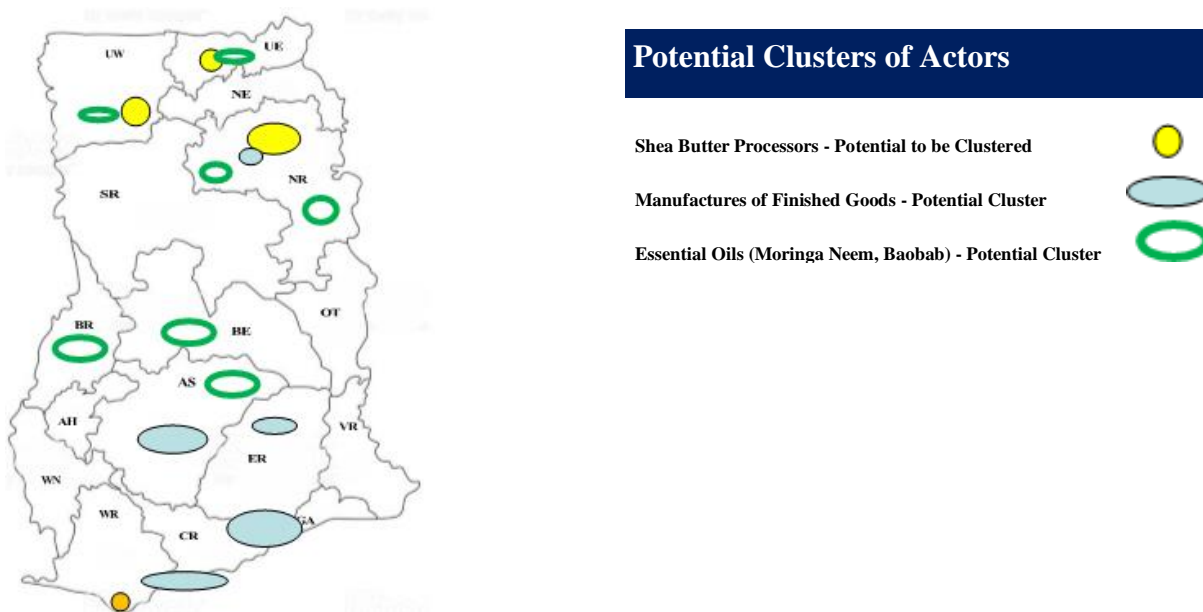 UW
UE
NE
NR
SR
OT
BR
BE
AS
AH
VR
ER
WN
WR
CR
GA
Potential Clusters of Actors
Shea Butter Processors - Potential to be Clustered
Manufactures of Finished Goods - Potential Cluster
Essential Oils (Moringa Neem, Baobab) - Potential Cluster